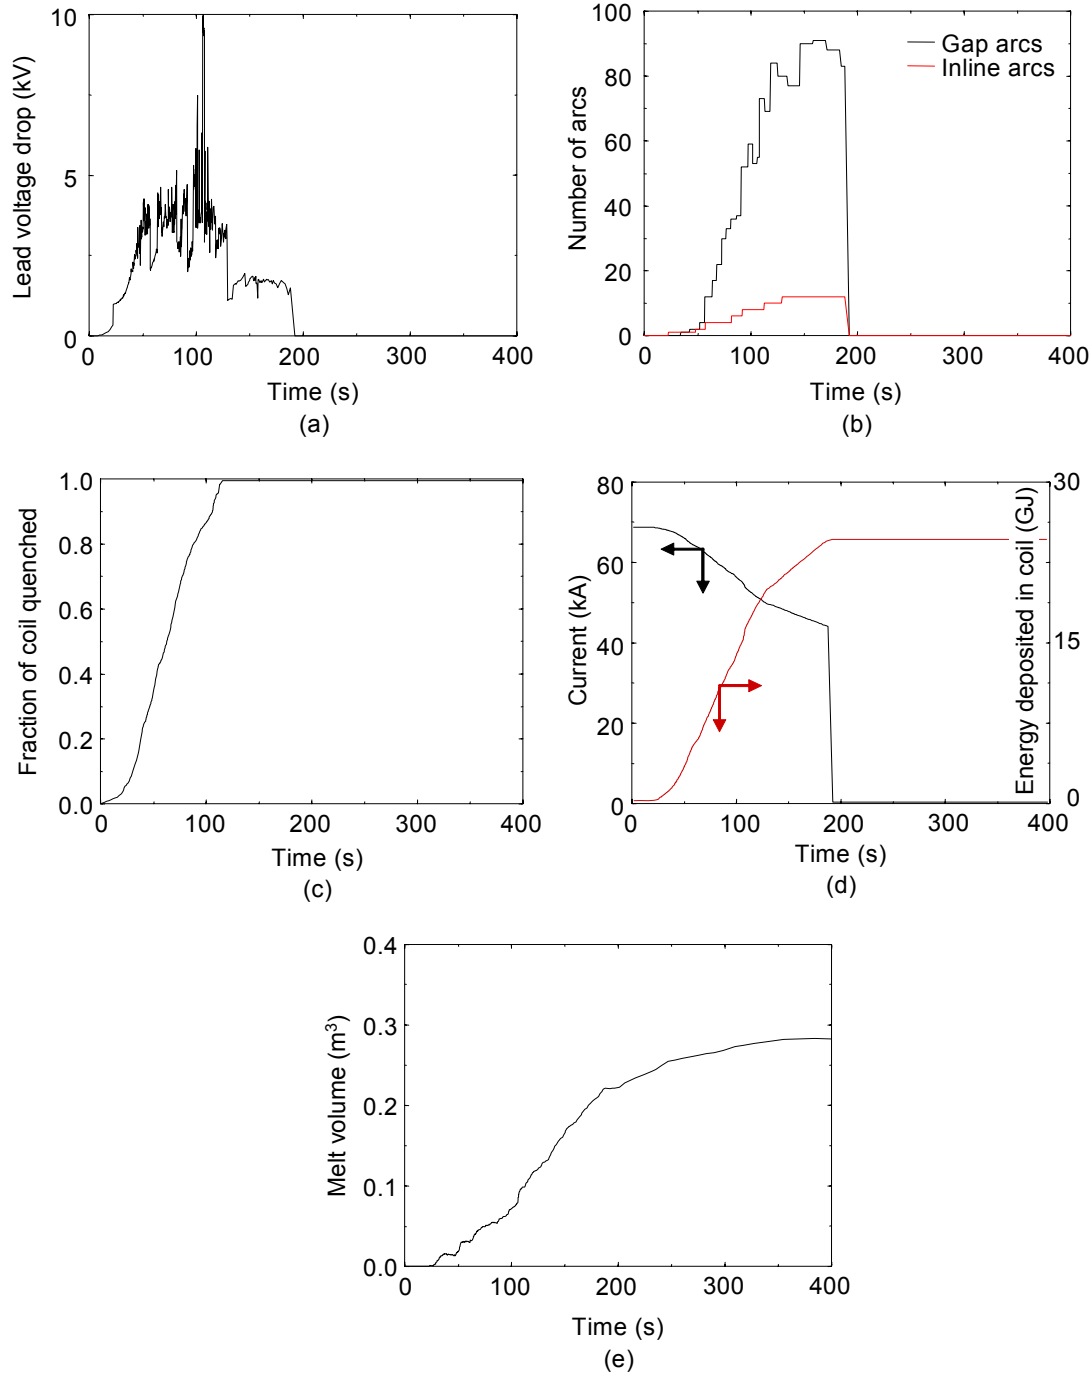 10
5
0
Lead voltage drop (kV)
0 100 200 300 400
Time (s)
(a)
100
80
60
40
20
0
Number of arcs
Gap arcs
Inline arcs
0 100 200 300 400
Time (s)
(b)
1.0
0.8
0.6
0.4
0.2
0.0
Fraction of coil quenched
0 100 200 300 400
Time (s)
(c)
80
60
40
20
0
Current (kA)
30
15
0
Energy deposited in coil (GJ)
0 100 200 300 400
Time (s)
(d)
0.4
0.3
0.2
0.1
0.0
Melt volume (m³)
0 100 200 300 400
Time (s)
(e)